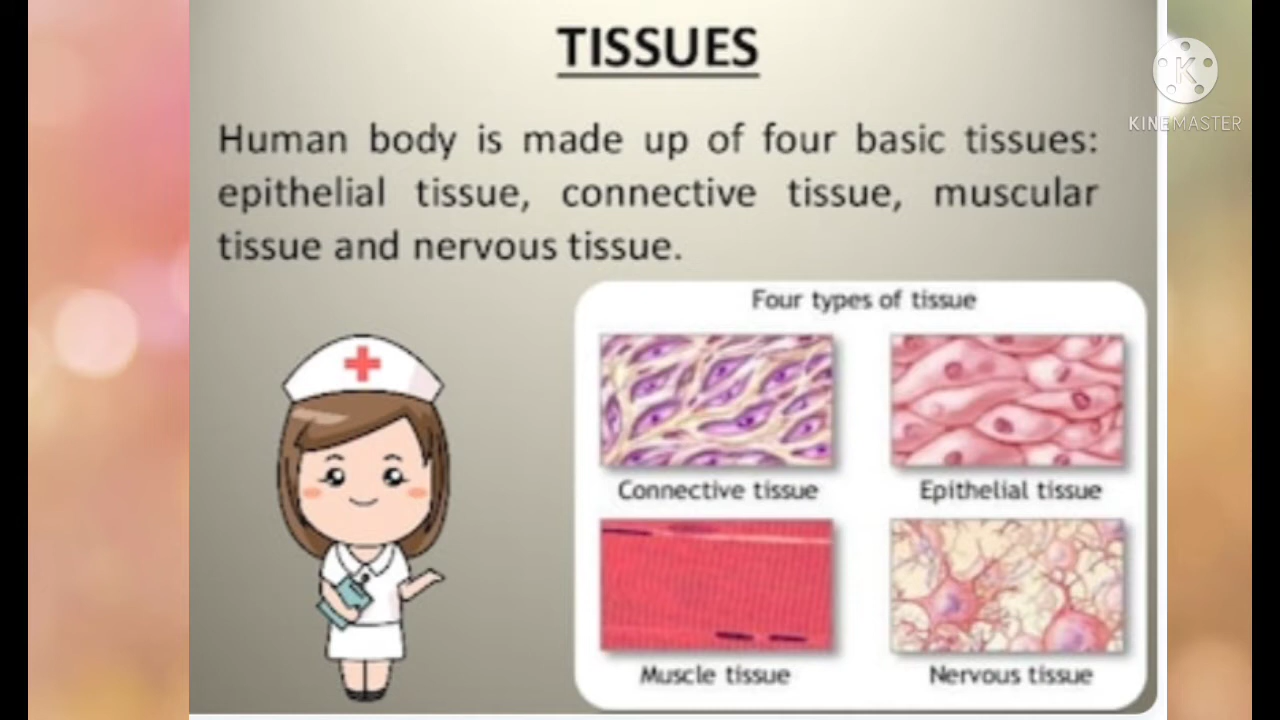 TISSUES
Human body is made up of four basic tissues:
epithelial tissue, connective tissue, muscular
tissue and nervous tissue.
Four types of tissue
Connective tissue
Epithelial tissue
Muscle tissue
Nervous tissue
K
KINEMASTER